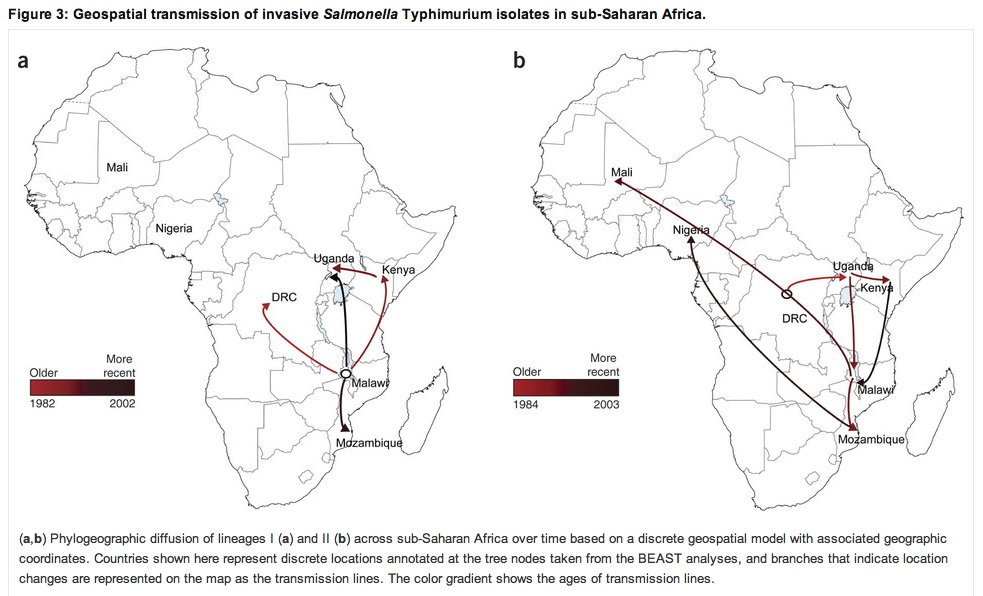 Figure 3: Geospatial transmission of invasive Salmonella Typhimurium isolates in sub-Saharan Africa.
a
Mali
Nigeria
Uganda
Kenya
DRC
Malawi
Mozambique
More
Older recent
1982 2002
b
Mali
Nigeria
Uganda
Kenya
DRC
Malawi
Mozambique
More
Older recent
1984 2003
(a,b) Phylogeographic diffusion of lineages I (a) and II (b) across sub-Saharan Africa over time based on a discrete geospatial model with associated geographic
coordinates. Countries shown here represent discrete locations annotated at the tree nodes taken from the BEAST analyses, and branches that indicate location
changes are represented on the map as the transmission lines. The color gradient shows the ages of transmission lines.